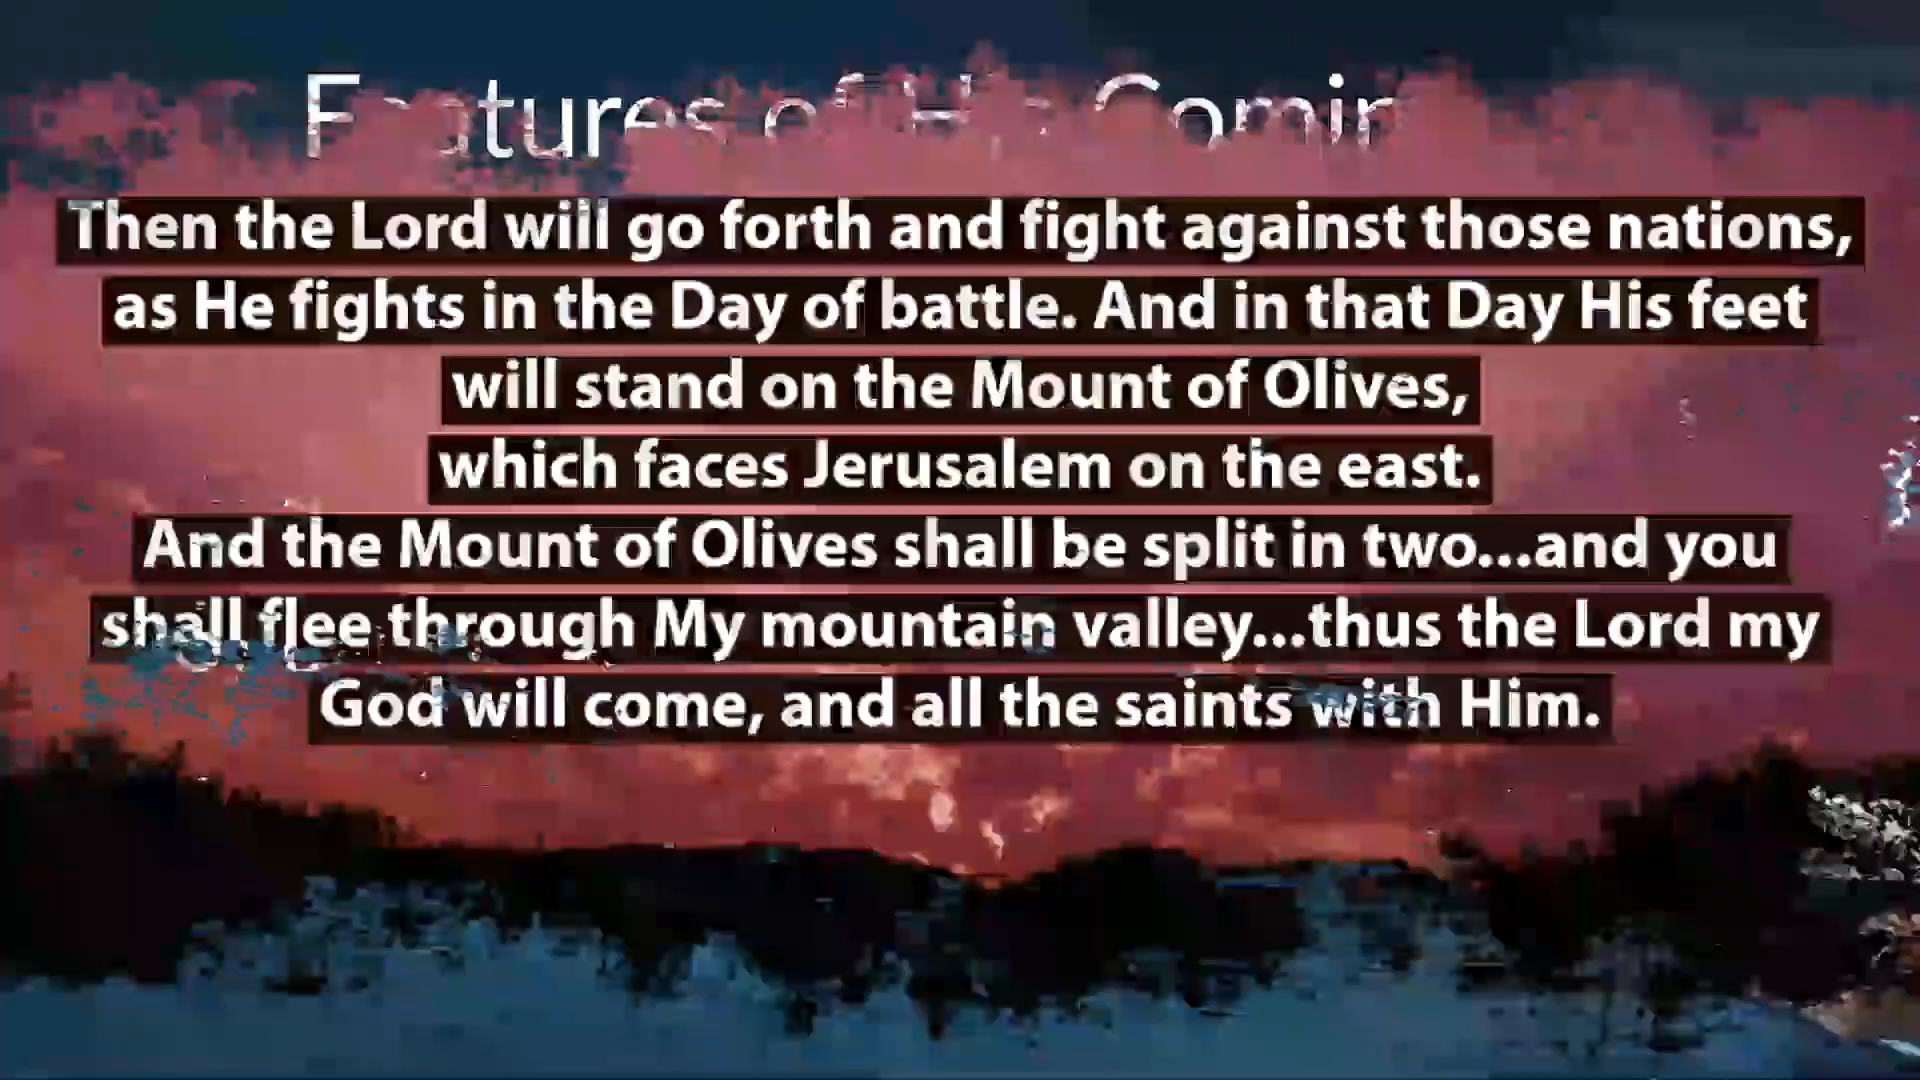 Features of His Coming
Then the Lord will go forth and fight against those nations,
as He fights in the Day of battle. And in that Day His feet
will stand on the Mount of Olives,
which faces Jerusalem on the east.
And the Mount of Olives shall be split in two...and you
shall flee through My mountain valley...thus the Lord my
God will come, and all the saints with Him.